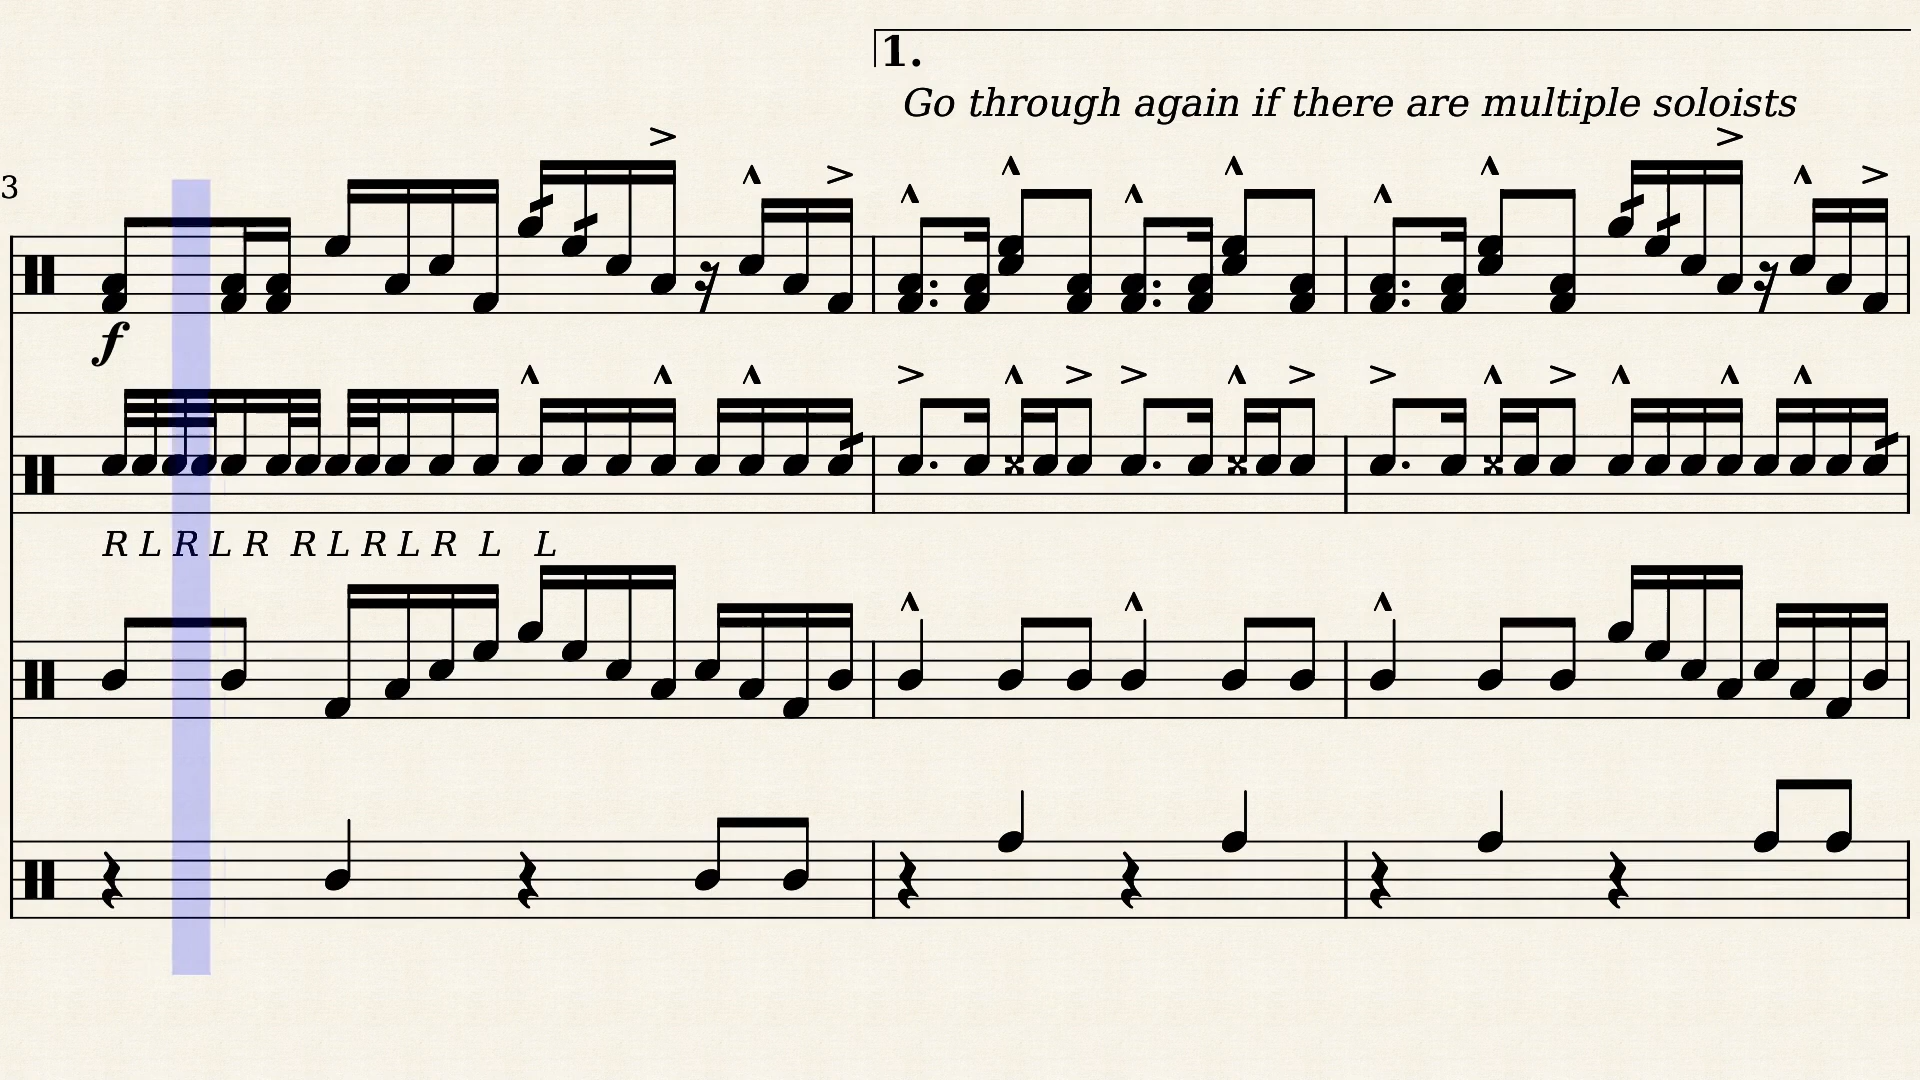 1.
Go through again if there are multiple soloists
3
f
R L R L R R L R L R L L